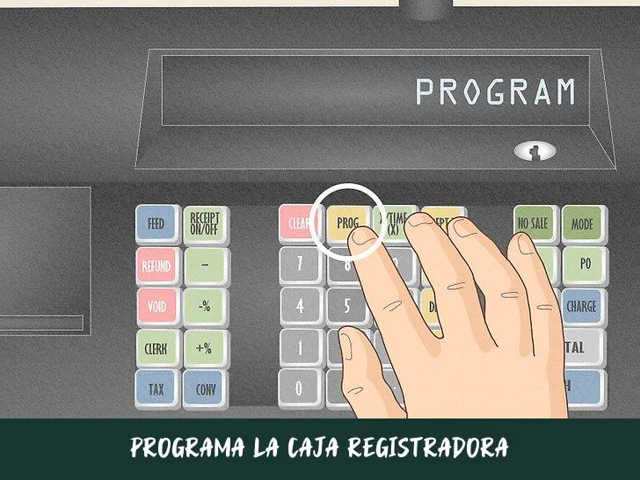 PROGRAM
FEED
RECEIPT
ON/OFF
CLEAR
PROG
NO SALE
MODE
REFUND
-
7
8
PO
VOID
-%
4
5
CHARGE
CLERK
+%
1
TAX
CONV
0
PROGRAMA LA CAJA REGISTRADORA